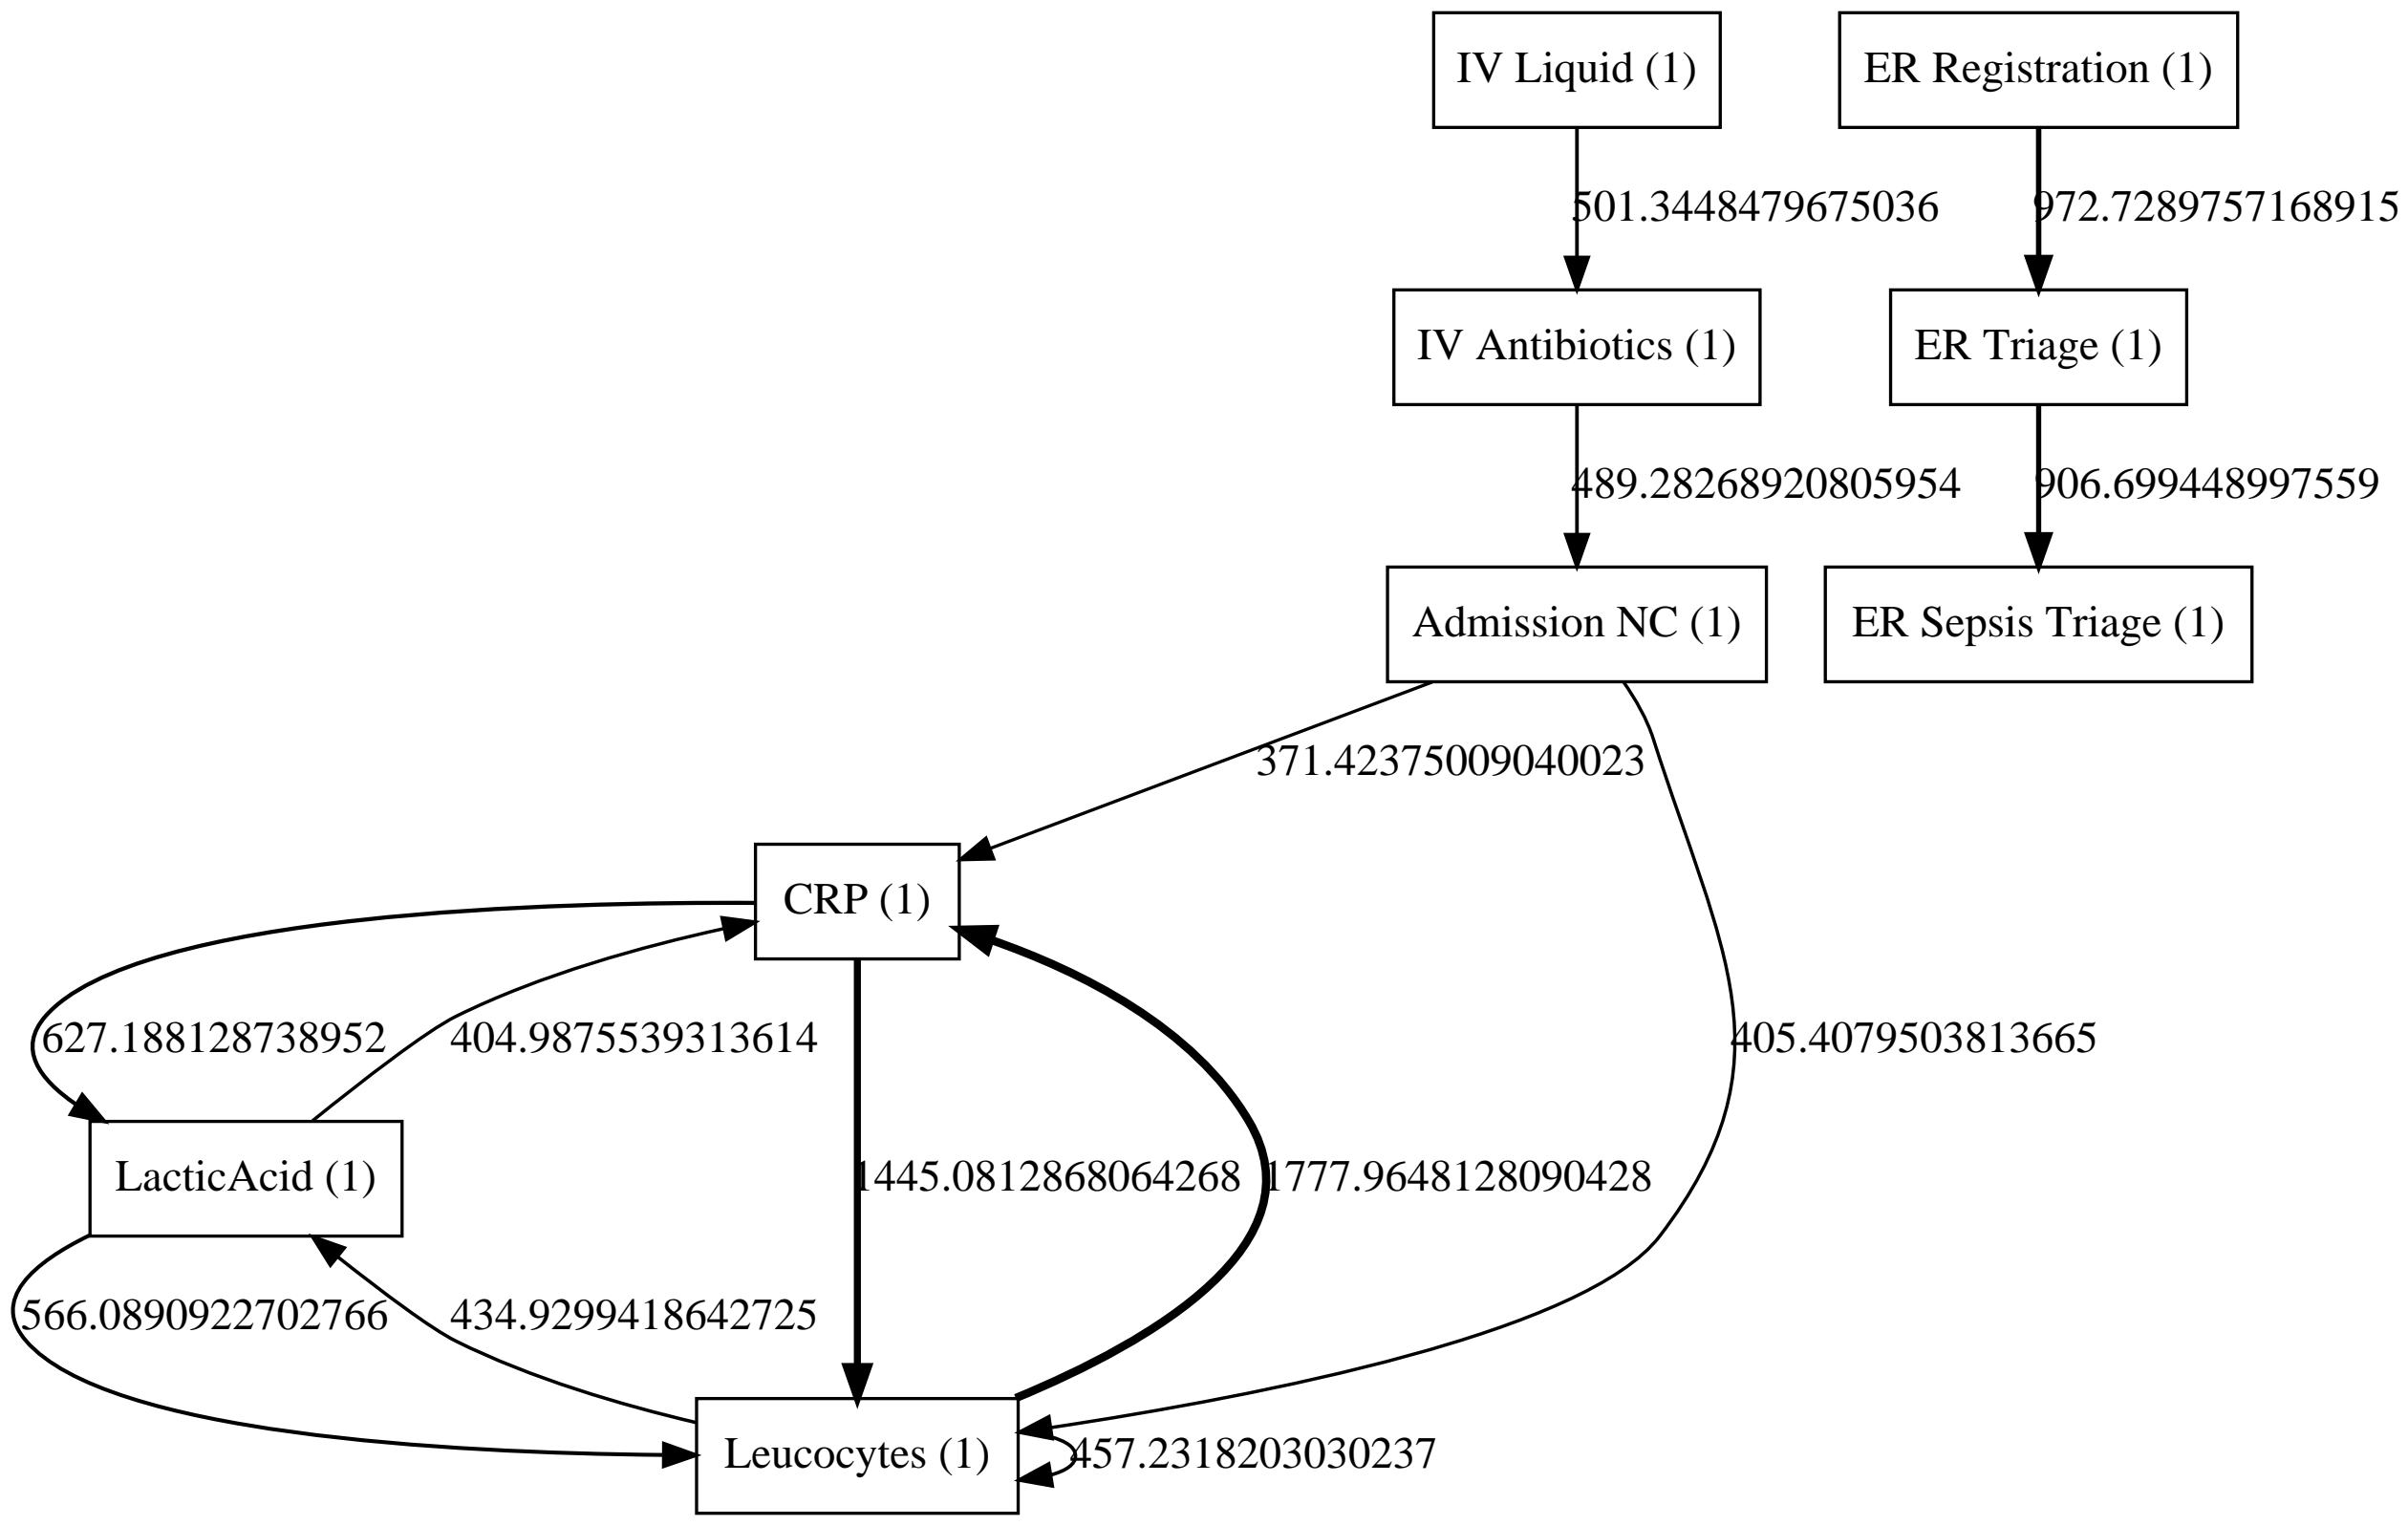 IV Liquid (1)
ER Registration (1)
501.3448479675036
972.7289757168915
IV Antibiotics (1)
ER Triage (1)
489.28268920805954
906.699448997559
Admission NC (1)
ER Sepsis Triage (1)
371.42375009040023
CRP (1)
627.188128738952
404.9875539313614
405.4079503813665
LacticAcid (1)
1445.0812868064268
1777.9648128090428
566.0890922702766
434.9299418642725
Leucocytes (1)
457.2318203030237